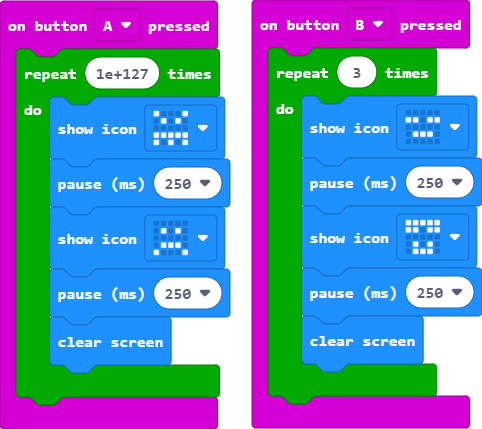 on button A pressed
repeat 1e+127 times
do
show icon
pause (ms) 250
show icon
pause (ms) 250
clear screen
on button B pressed
repeat 3 times
do
show icon
pause (ms) 250
show icon
pause (ms) 250
clear screen